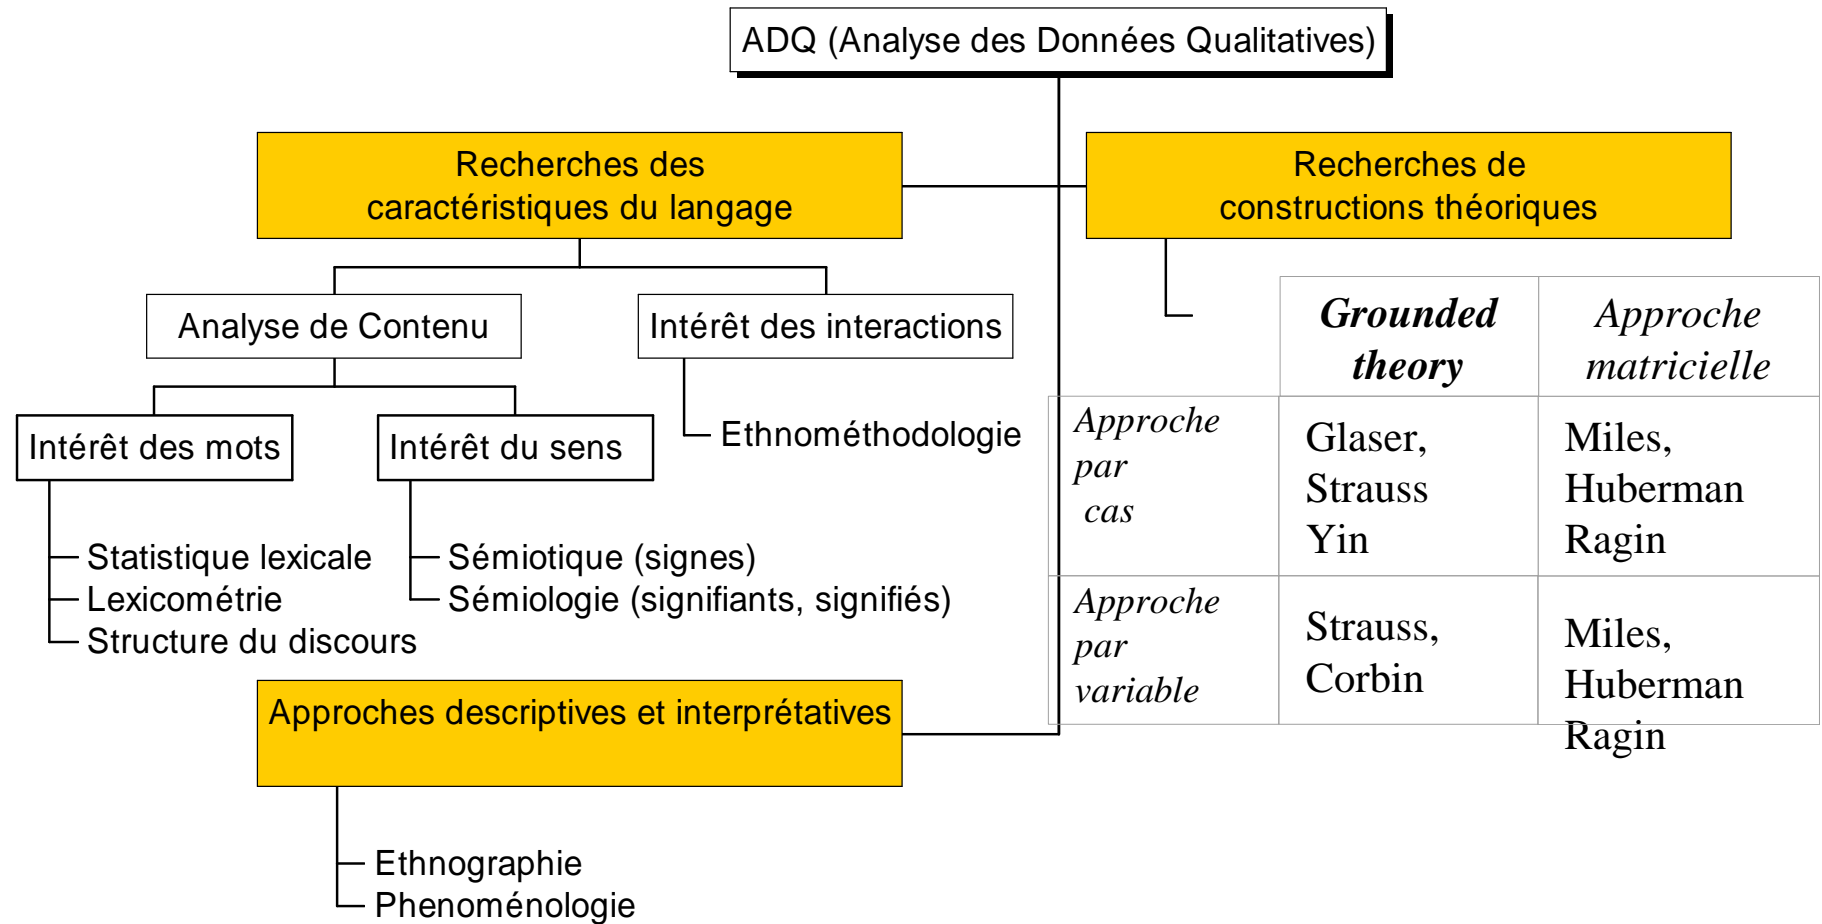 ADQ (Analyse des Données Qualitatives)
Recherches des
caractéristiques du langage
Recherches de
constructions théoriques
Analyse de Contenu
Intérêt des interactions
Intérêt des mots
Intérêt du sens
Ethnométhodologie
Statistique lexicale
Lexicométrie
Structure du discours
Sémiotique (signes)
Sémiologie (signifiants, signifiés)
Grounded
theory
Approche
matricielle
Approche
par
cas
Glaser,
Strauss
Yin
Miles,
Huberman
Ragin
Approche
par
variable
Strauss,
Corbin
Miles,
Huberman
Ragin
Approches descriptives et interprétatives
Ethnographie
Phenoménologie